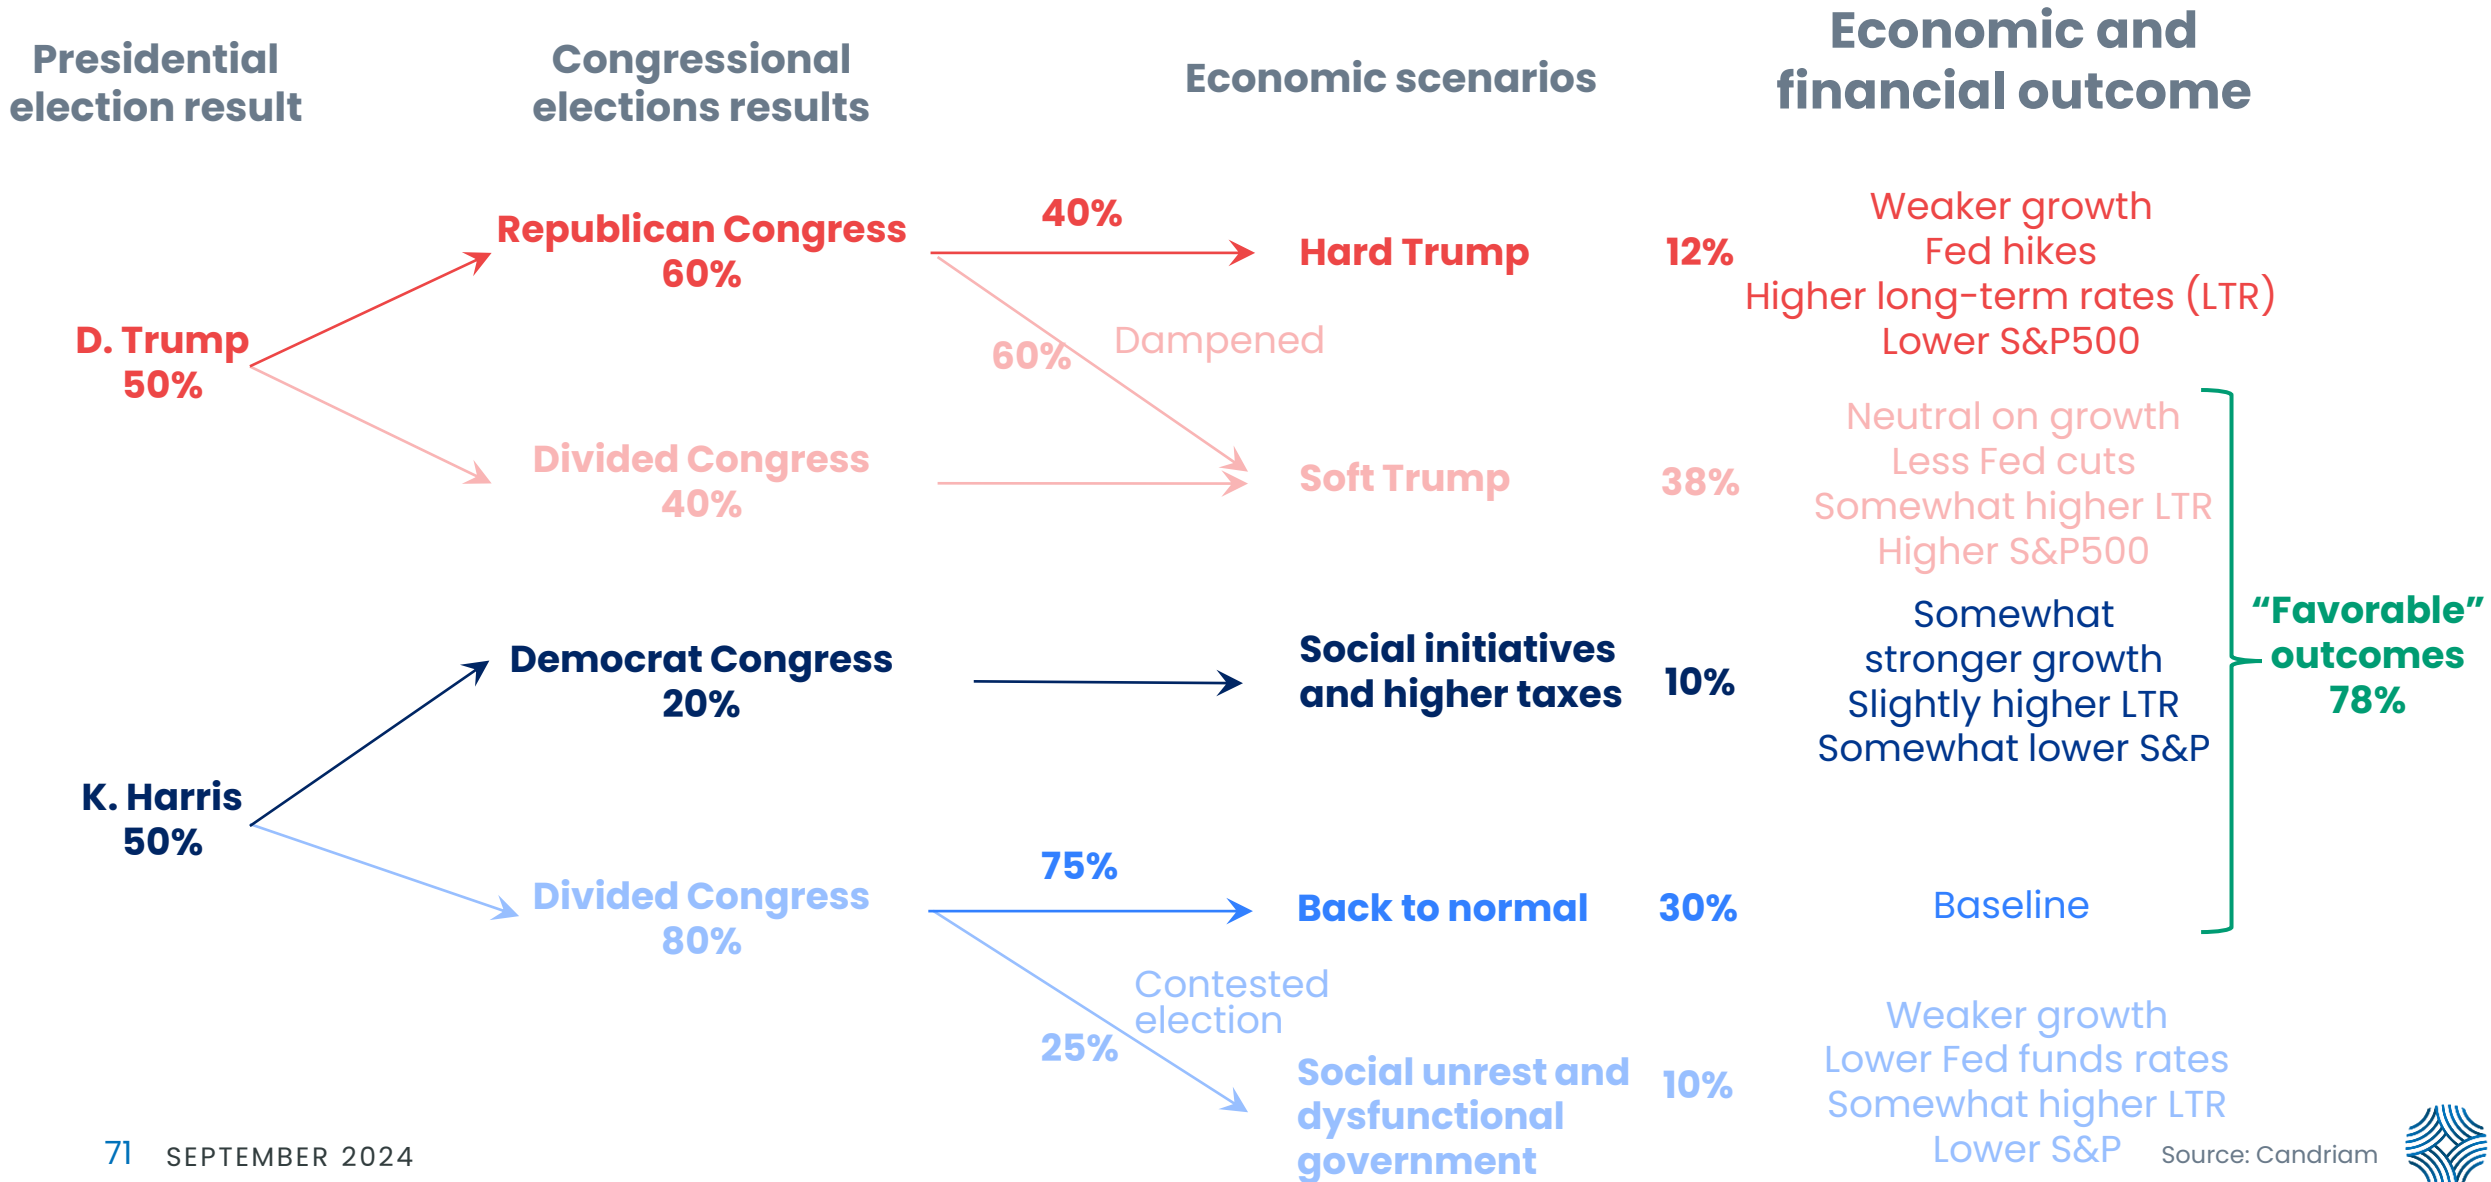 Presidential
election result
Congressional
elections results
Economic scenarios
Economic and
financial outcome
D. Trump
50%
Republican Congress
60%
40%
Hard Trump
12%
Weaker growth
Fed hikes
Higher long-term rates (LTR)
Lower S&P500
60%
Dampened
Divided Congress
40%
Soft Trump
38%
Neutral on growth
Less Fed cuts
Somewhat higher LTR
Higher S&P500
K. Harris
50%
Democrat Congress
20%
Social initiatives
and higher taxes
10%
Somewhat
stronger growth
Slightly higher LTR
Somewhat lower S&P
Divided Congress
80%
75%
Back to normal
30%
Baseline
Contested
election
25%
Social unrest and
dysfunctional
government
10%
Weaker growth
Lower Fed funds rates
Somewhat higher LTR
Lower S&P
“Favorable”
outcomes
78%
71 SEPTEMBER 2024
Source: Candriam